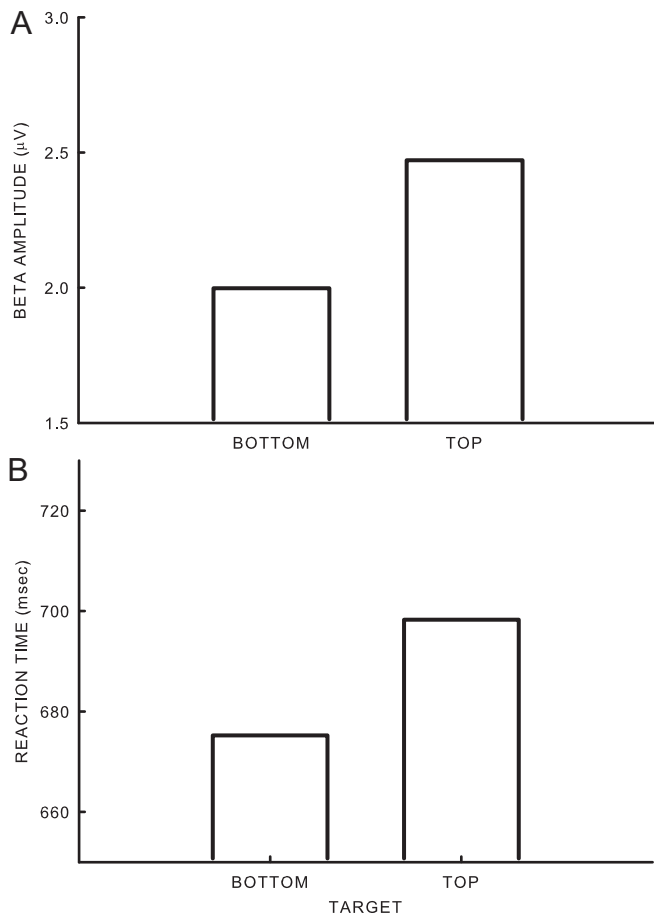 A
3.0
2.5
2.0
1.5
BETA AMPLITUDE (μV)
BOTTOM TOP
B
720
700
680
660
REACTION TIME (msec)
BOTTOM TOP
TARGET